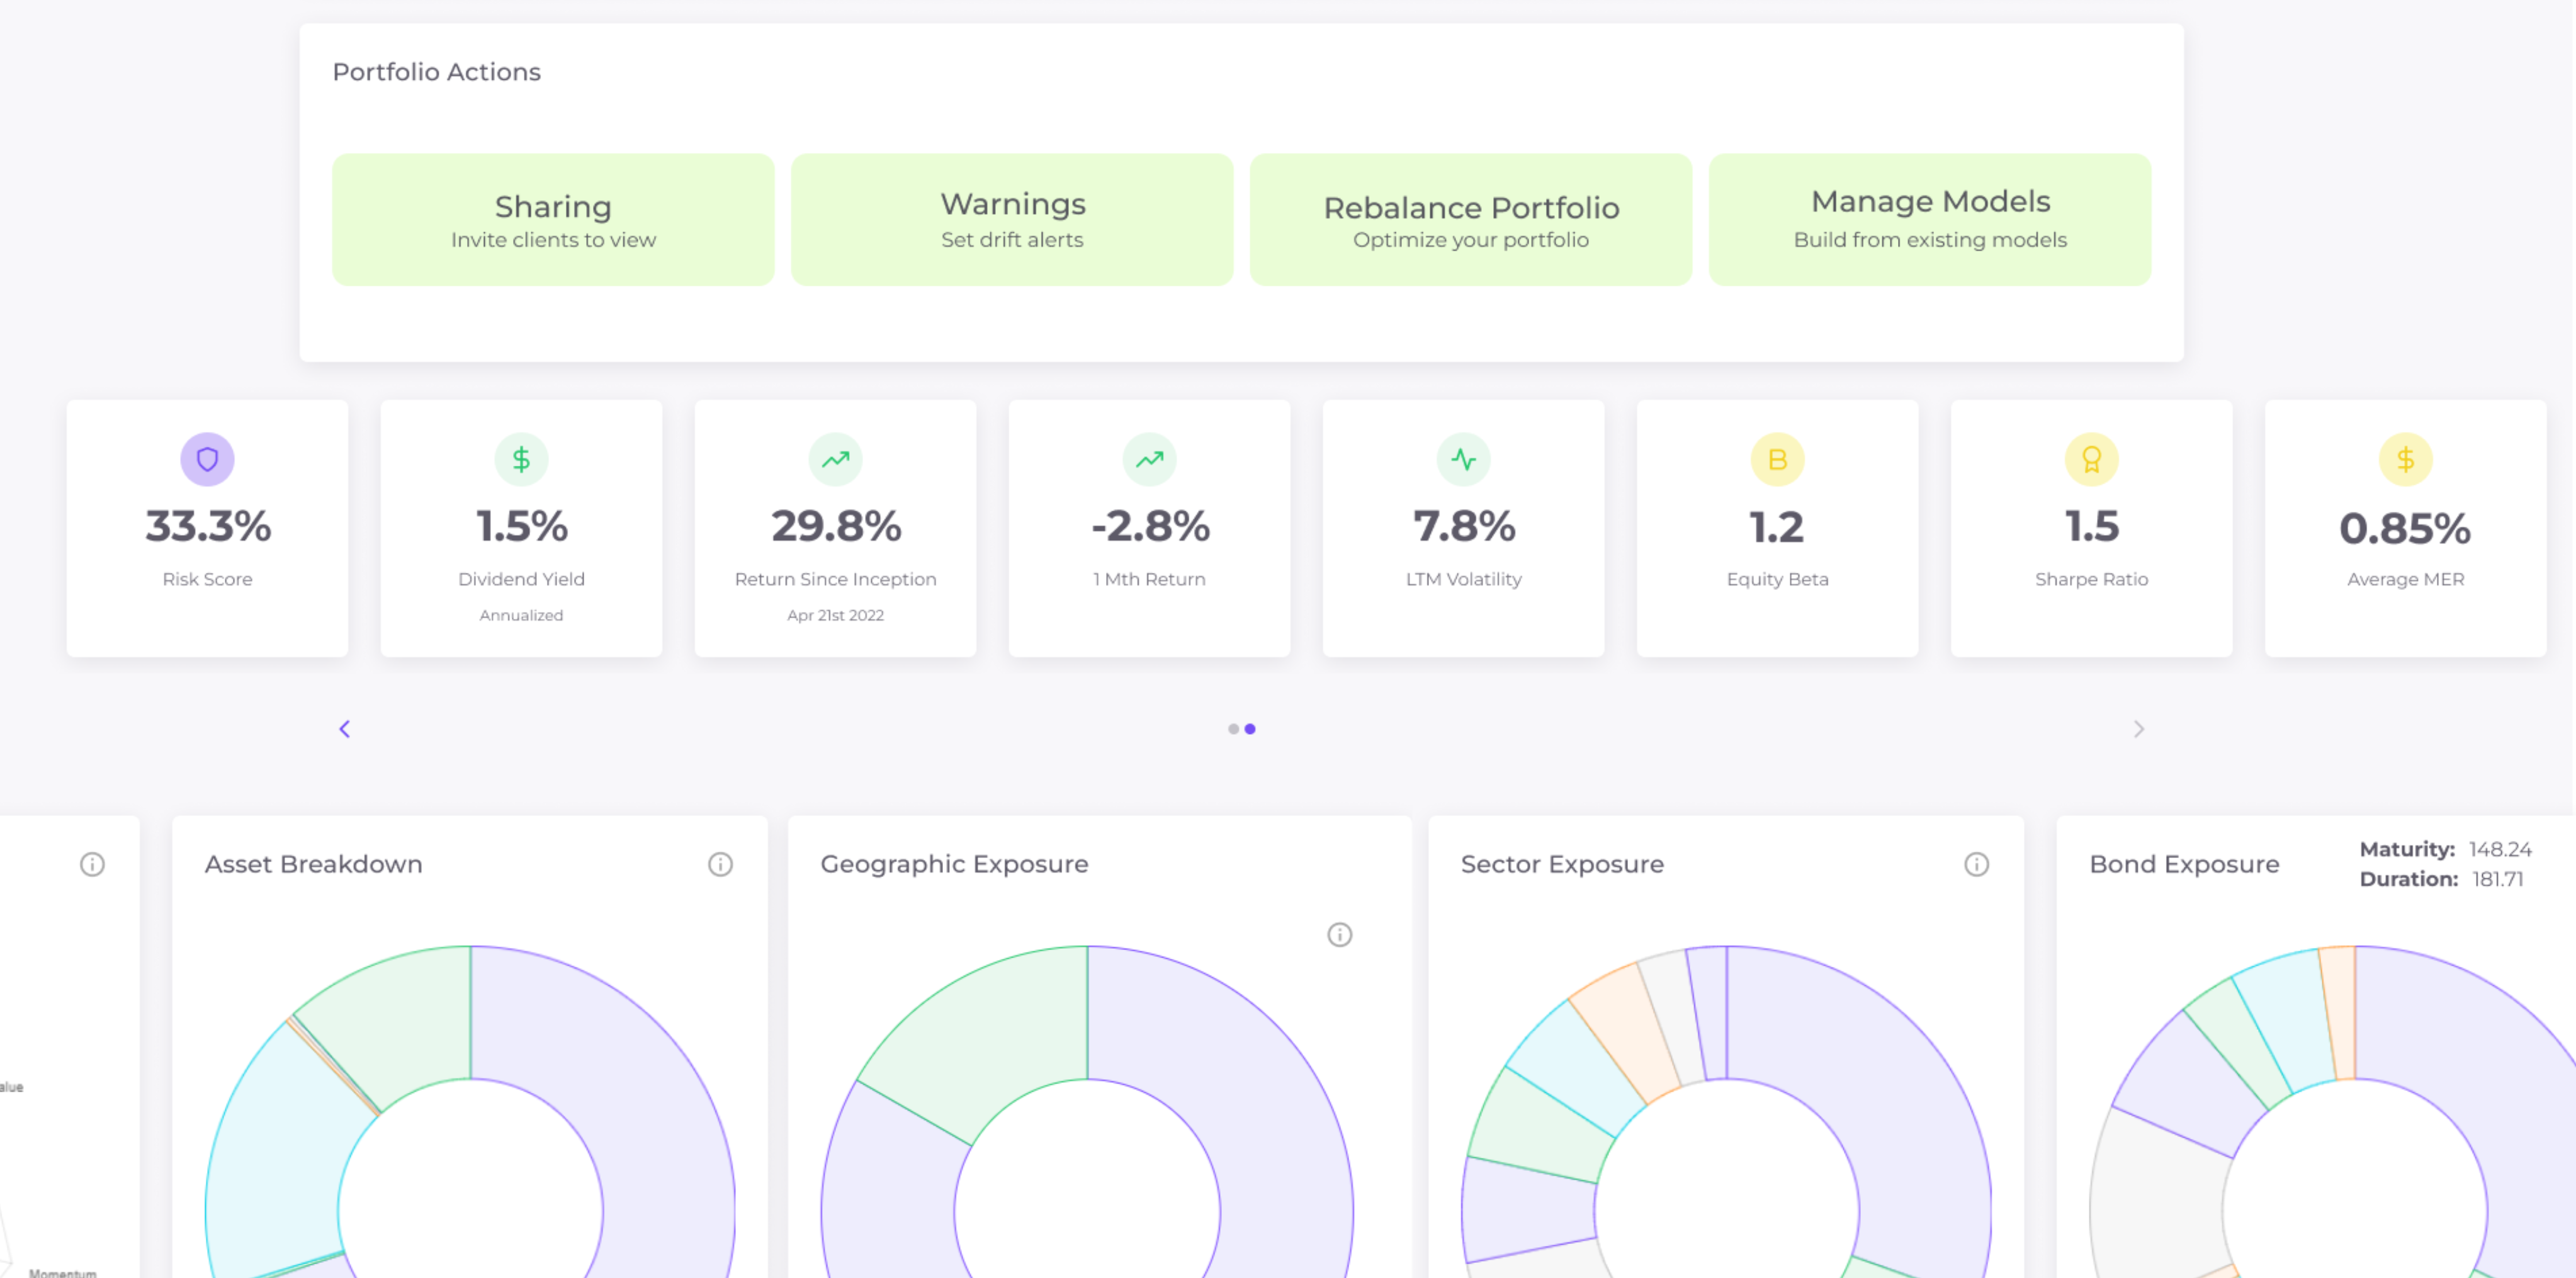 Portfolio Actions
Sharing
Invite clients to view
Warnings
Set drift alerts
Rebalance Portfolio
Optimize your portfolio
Manage Models
Build from existing models
33.3%
Risk Score
1.5%
Dividend Yield
Annualized
29.8%
Return Since Inception
Apr 21st 2022
-2.8%
1 Mth Return
7.8%
LTM Volatility
B
1.2
Equity Beta
1.5
Sharpe Ratio
0.85%
Average MER
Asset Breakdown
Geographic Exposure
Sector Exposure
Bond Exposure
Maturity: 148.24
Duration: 181.71
alue
Momentum